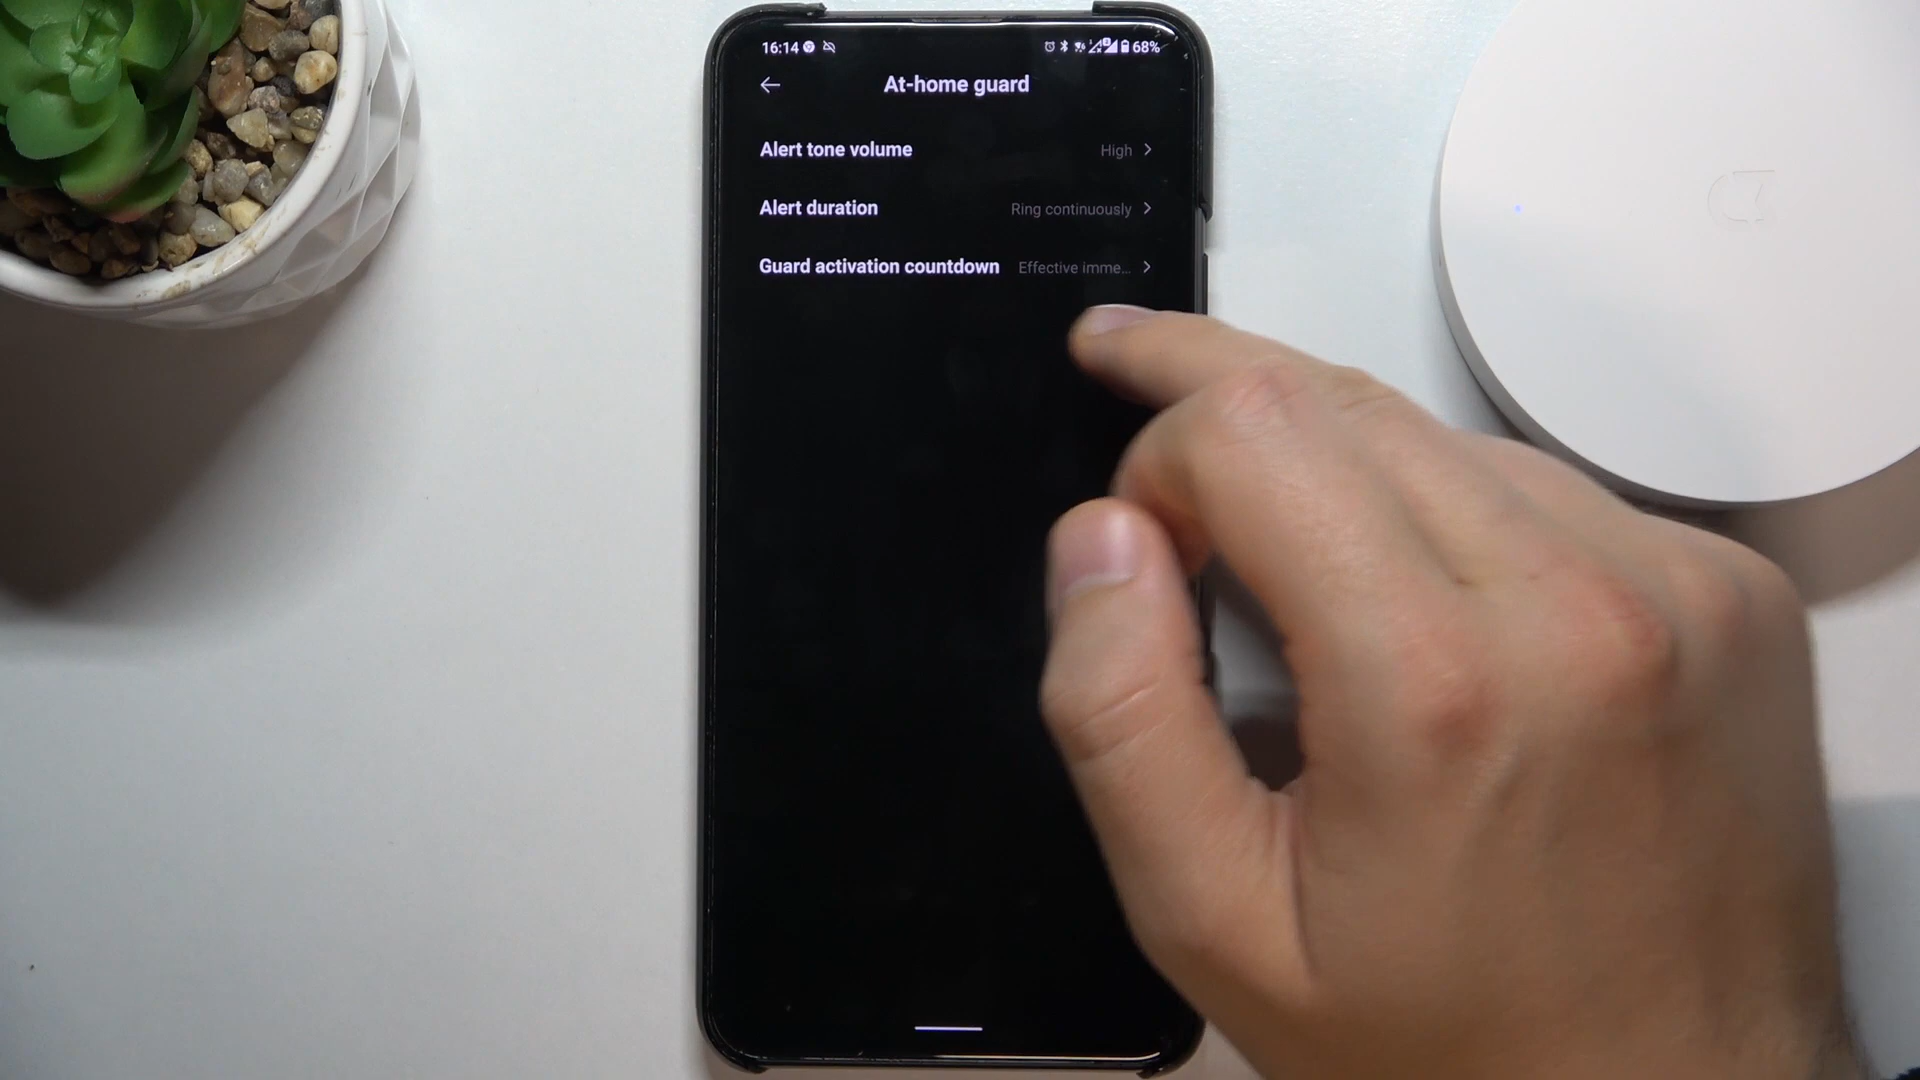 16:14 68%
At-home guard
Alert tone volume High
Alert duration Ring continuously
Guard activation countdown Effective imme...